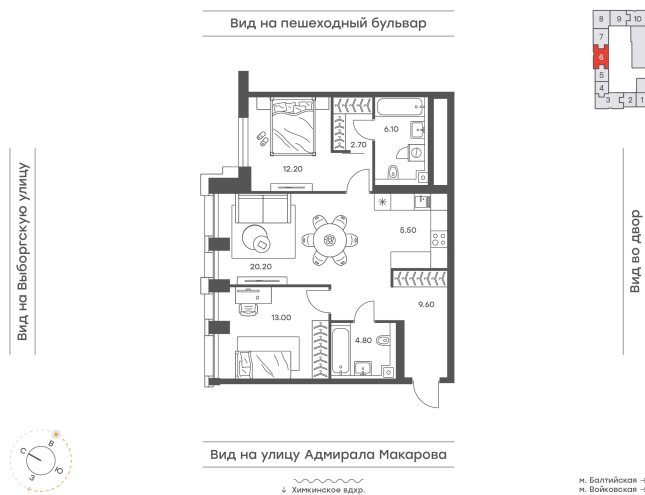 Вид на пешеходный бульвар
8 9 10
7
6
5
4
3 2 1
6.10
2.70
12.20
5.50
20.20
9.60
13.00
4.80
Вид на Выборгскую улицу
Вид во двор
Вид на улицу Адмирала Макарова
↓ Химкинское вдхр.
В
С
Ю
З
м. Балтийская
м. Войковская